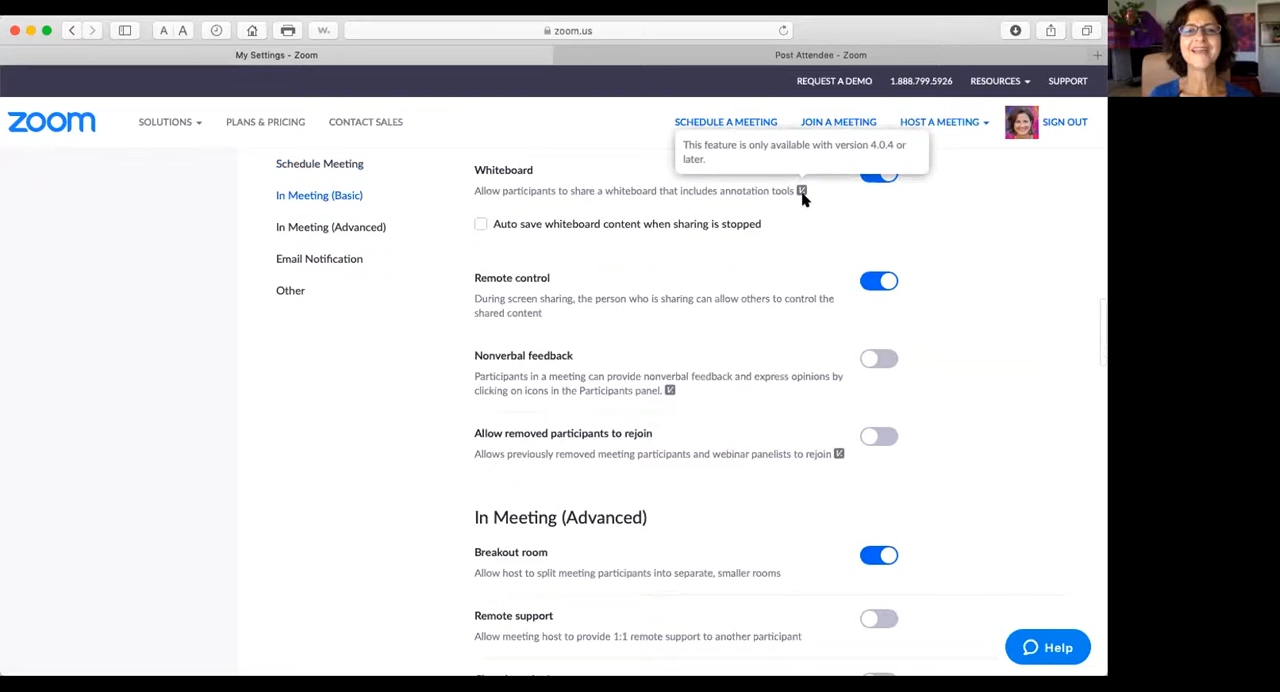 A A
W.
zoom.us
My Settings - Zoom
Post Attendee - Zoom
REQUEST A DEMO 1.888.799.5926 RESOURCES SUPPORT
zoom SOLUTIONS PLANS & PRICING CONTACT SALES SCHEDULE A MEETING JOIN A MEETING HOST A MEETING SIGN OUT
This feature is only available with version 4.0.4 or
later.
Schedule Meeting
In Meeting (Basic)
In Meeting (Advanced)
Email Notification
Other
Whiteboard
Allow participants to share a whiteboard that includes annotation tools
Auto save whiteboard content when sharing is stopped
Remote control
During screen sharing, the person who is sharing can allow others to control the
shared content
Nonverbal feedback
Participants in a meeting can provide nonverbal feedback and express opinions by
clicking on icons in the Participants panel.
Allow removed participants to rejoin
Allows previously removed meeting participants and webinar panelists to rejoin
In Meeting (Advanced)
Breakout room
Allow host to split meeting participants into separate, smaller rooms
Remote support
Allow meeting host to provide 1:1 remote support to another participant
Help